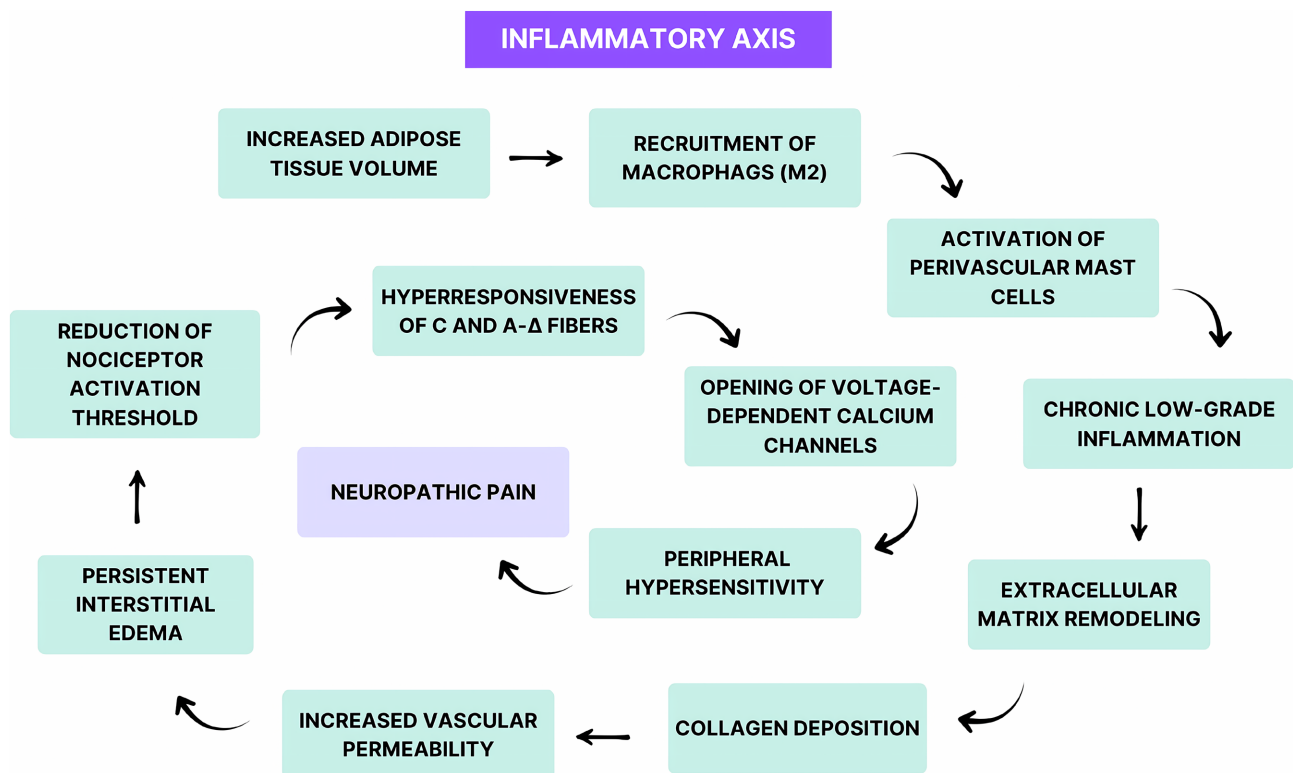 INFLAMMATORY AXIS
INCREASED ADIPOSE
TISSUE VOLUME
RECRUITMENT OF
MACROPHAGS (M2)
ACTIVATION OF
PERIVASCULAR MAST
CELLS
CHRONIC LOW-GRADE
INFLAMMATION
EXTRACELLULAR
MATRIX REMODELING
COLLAGEN DEPOSITION
INCREASED VASCULAR
PERMEABILITY
PERSISTENT
INTERSTITIAL
EDEMA
REDUCTION OF
NOCICEPTOR
ACTIVATION
THRESHOLD
HYPERRESPONSIVENESS
OF C AND A-Δ FIBERS
OPENING OF VOLTAGE-
DEPENDENT CALCIUM
CHANNELS
PERIPHERAL
HYPERSENSITIVITY
NEUROPATHIC PAIN